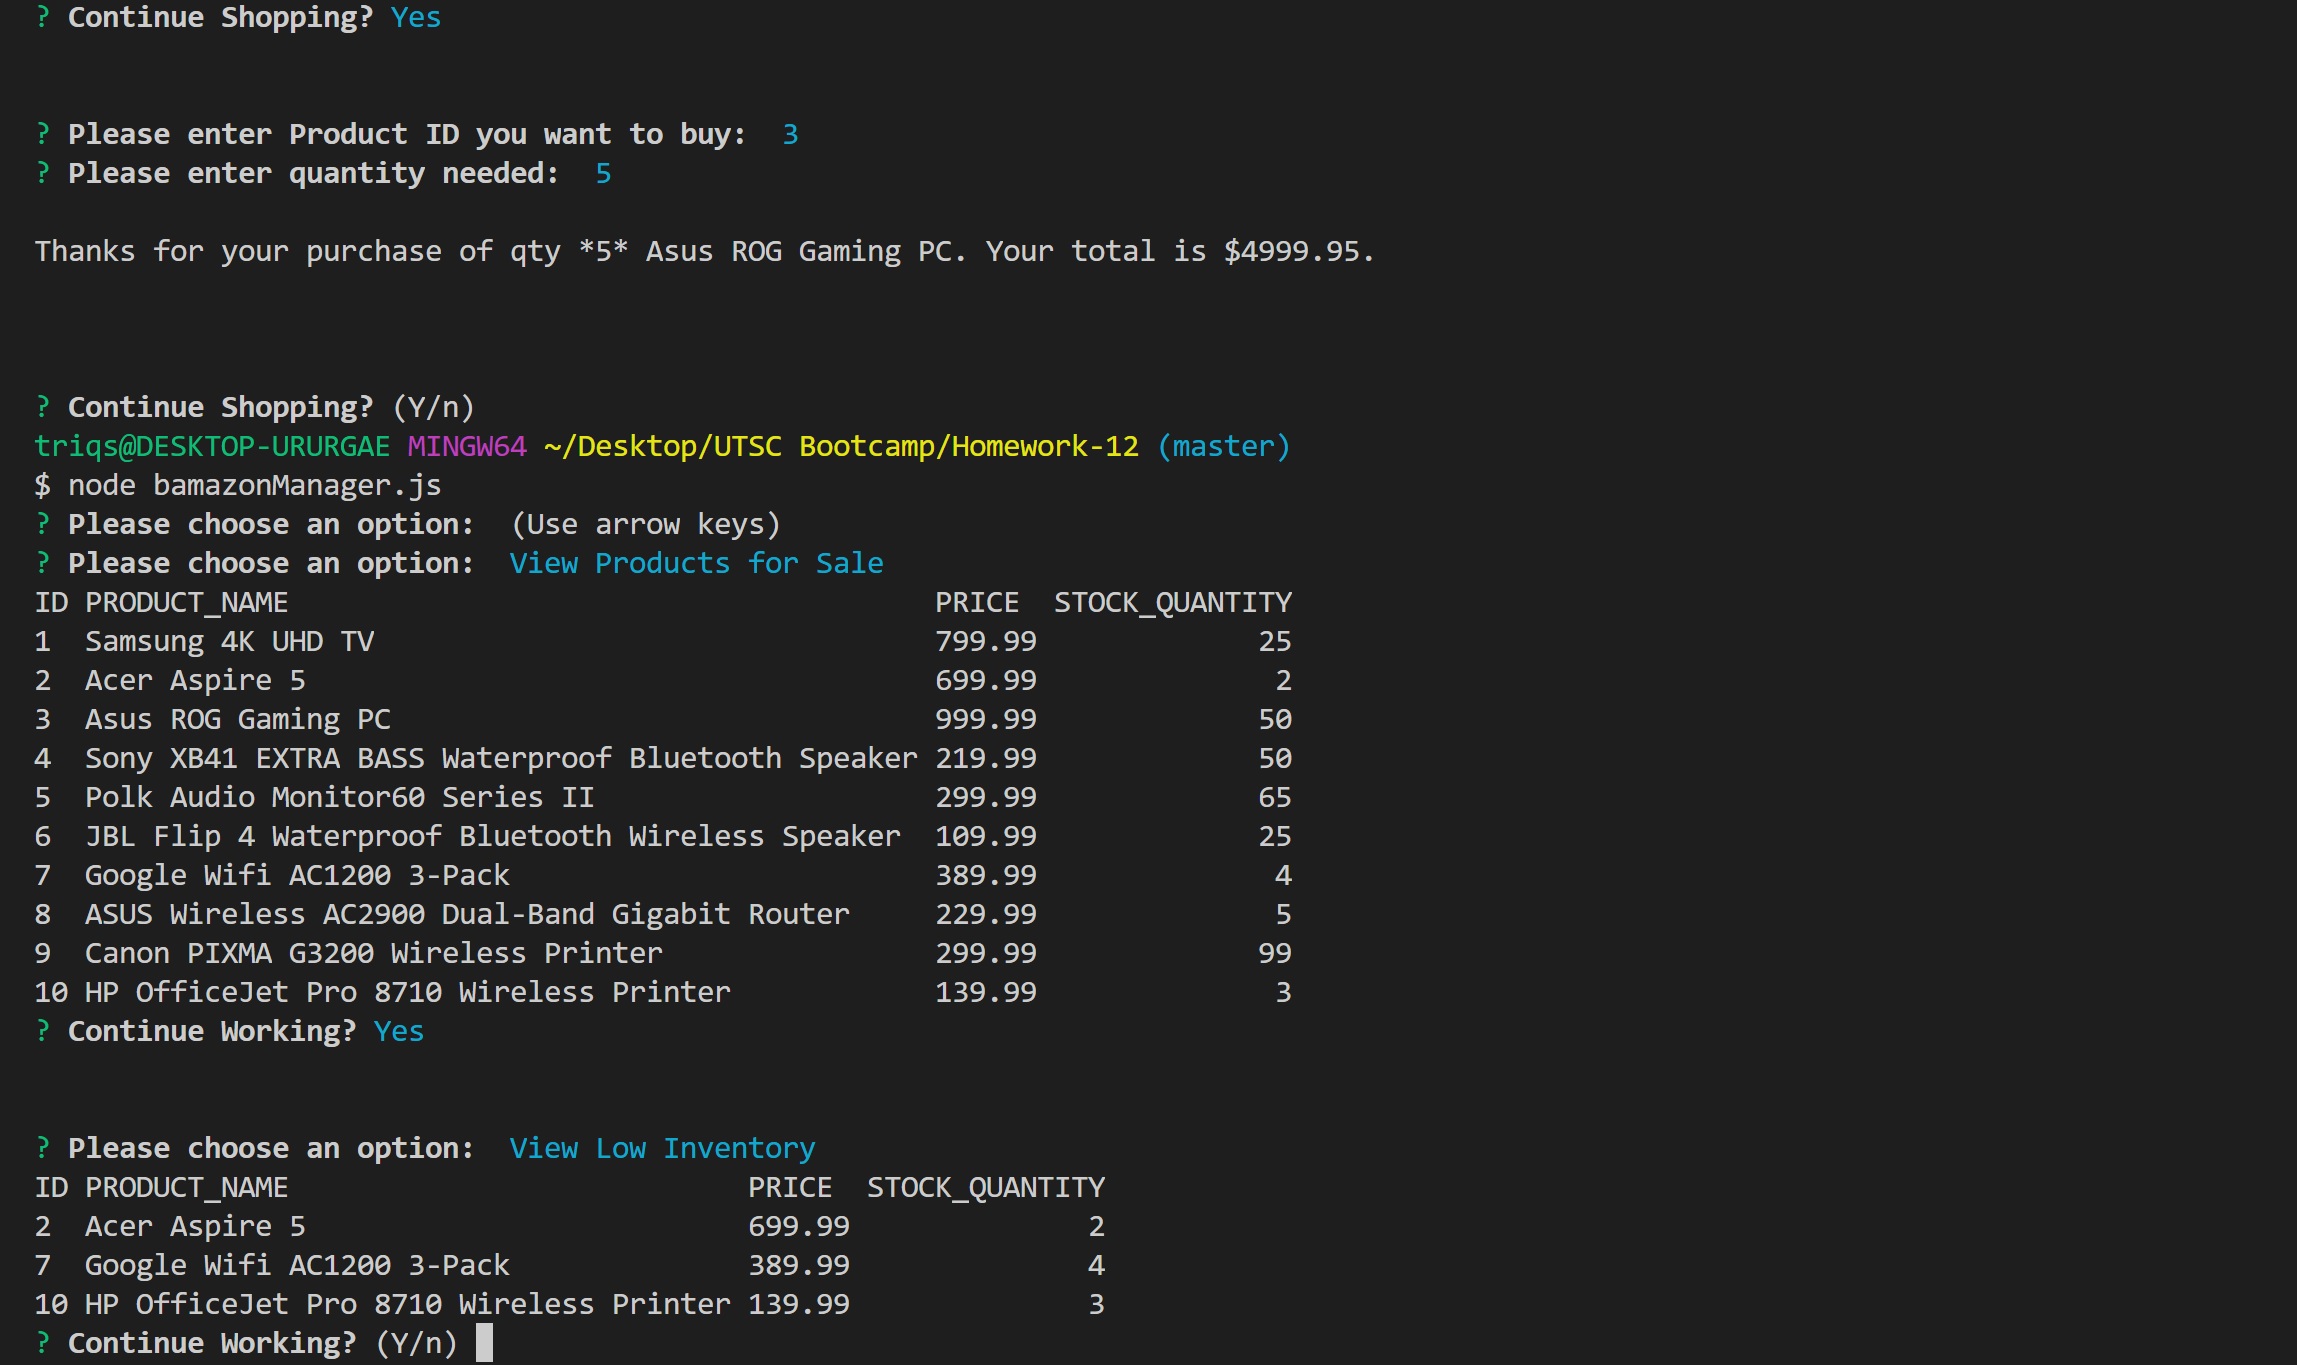 ? Continue Shopping? Yes
? Please enter Product ID you want to buy:  3
? Please enter quantity needed:  5
Thanks for your purchase of qty *5* Asus ROG Gaming PC. Your total is $4999.95.
? Continue Shopping? (Y/n)
triqs@DESKTOP-URURGAE MINGW64 ~/Desktop/UTSC Bootcamp/Homework-12 (master)
$ node bamazonManager.js
? Please choose an option:  (Use arrow keys)
? Please choose an option:  View Products for Sale
ID PRODUCT_NAME                                      PRICE  STOCK_QUANTITY
1  Samsung 4K UHD TV                                 799.99             25
2  Acer Aspire 5                                     699.99              2
3  Asus ROG Gaming PC                                999.99             50
4  Sony XB41 EXTRA BASS Waterproof Bluetooth Speaker 219.99             50
5  Polk Audio Monitor60 Series II                    299.99             65
6  JBL Flip 4 Waterproof Bluetooth Wireless Speaker  109.99             25
7  Google Wifi AC1200 3-Pack                         389.99              4
8  ASUS Wireless AC2900 Dual-Band Gigabit Router     229.99              5
9  Canon PIXMA G3200 Wireless Printer                299.99             99
10 HP OfficeJet Pro 8710 Wireless Printer            139.99              3
? Continue Working? Yes
? Please choose an option:  View Low Inventory
ID PRODUCT_NAME                           PRICE  STOCK_QUANTITY
2  Acer Aspire 5                          699.99              2
7  Google Wifi AC1200 3-Pack              389.99              4
10 HP OfficeJet Pro 8710 Wireless Printer 139.99              3
? Continue Working? (Y/n)